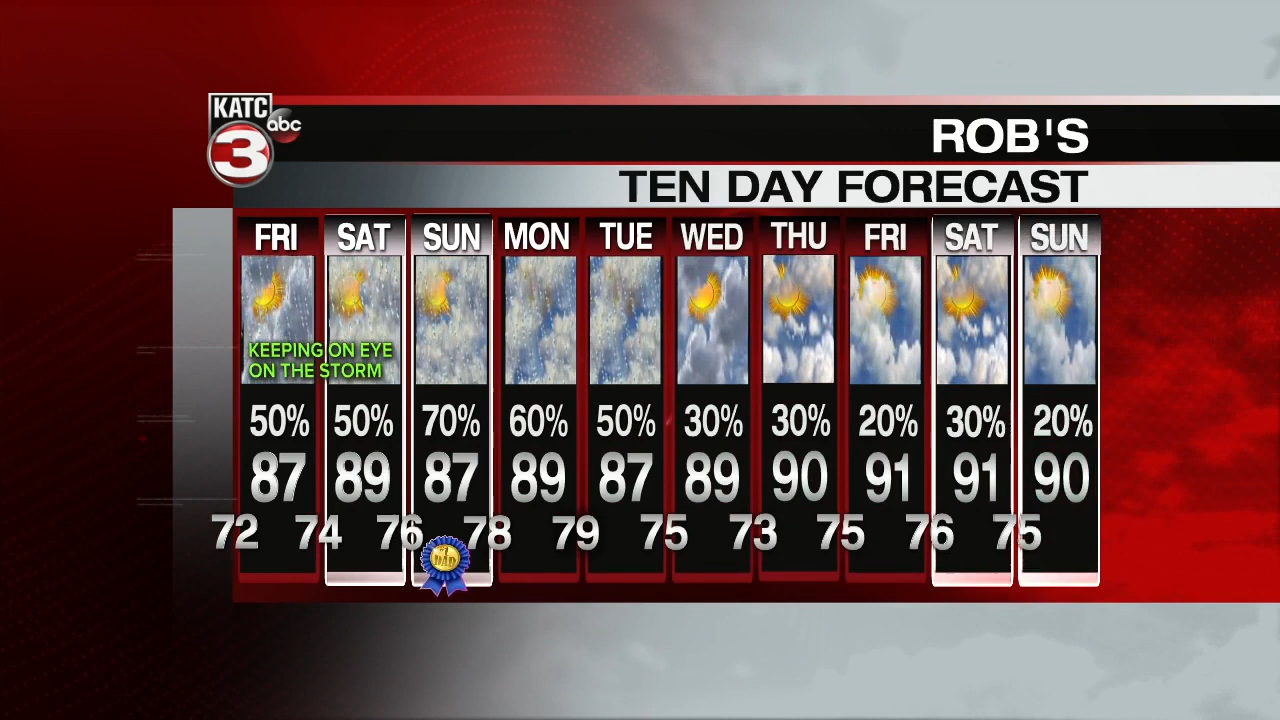 KATC
abc
3
ROB'S
TEN DAY FORECAST
FRI SAT SUN MON TUE WED THU FRI SAT SUN
KEEPING ON EYE
ON THE STORM
50% 50% 70% 60% 50% 30% 30% 20% 30% 20%
87 89 87 89 87 89 90 91 91 90
72 74 76 78 79 75 73 75 76 75
#1
DAD